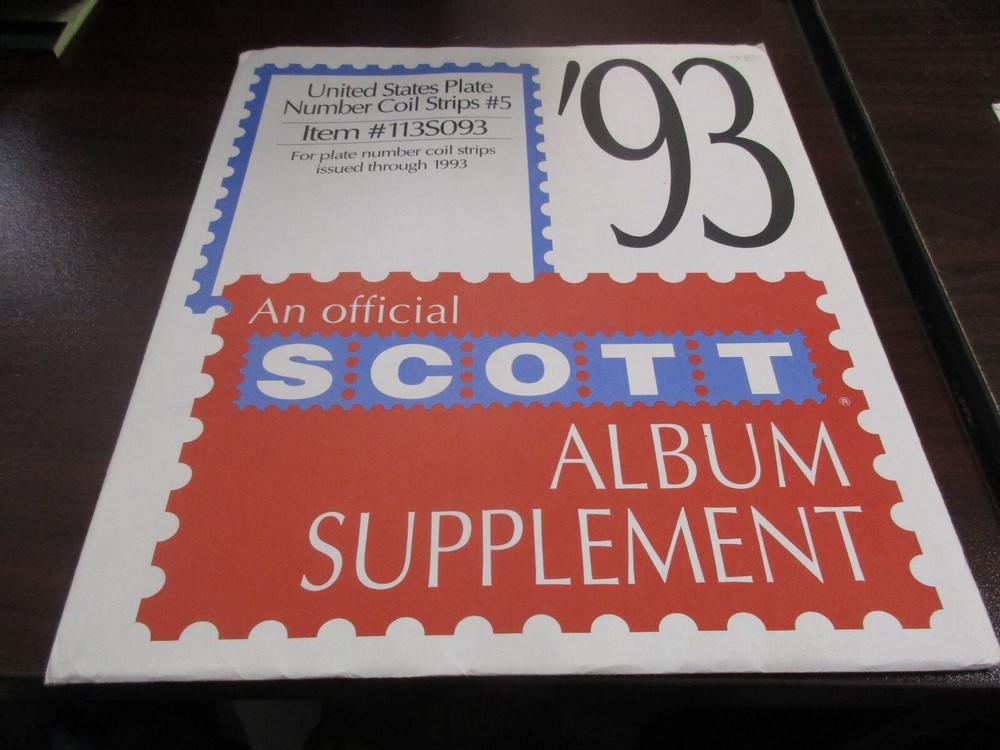 United States Plate
Number Coil Strips #5
Item #113S093
For plate number coil strips
issued through 1993
'93
An official
SCOTT
®
ALBUM
SUPPLEMENT